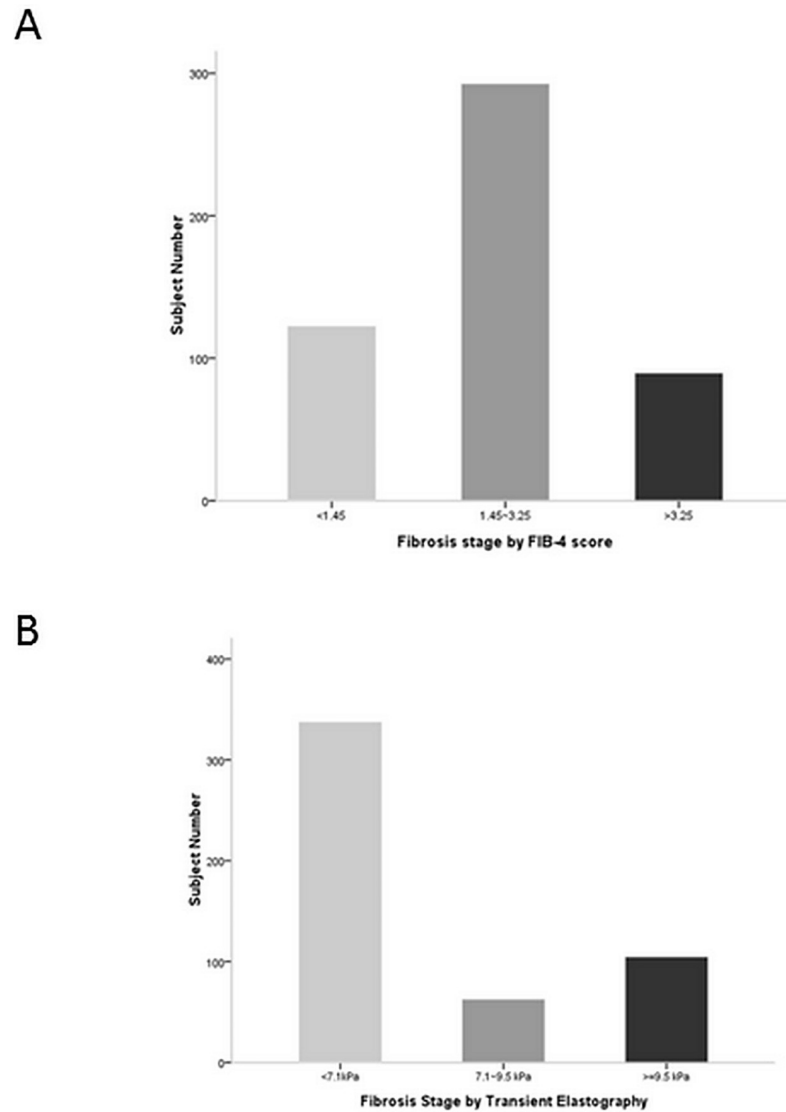 A
300
200
100
0
Subject Number
<1.45
1.45~3.25
>3.25
Fibrosis stage by FIB-4 score
B
400
300
200
100
0
Subject Number
<7.1kPa
7.1~9.5 kPa
>=9.5 kPa
Fibrosis Stage by Transient Elastography